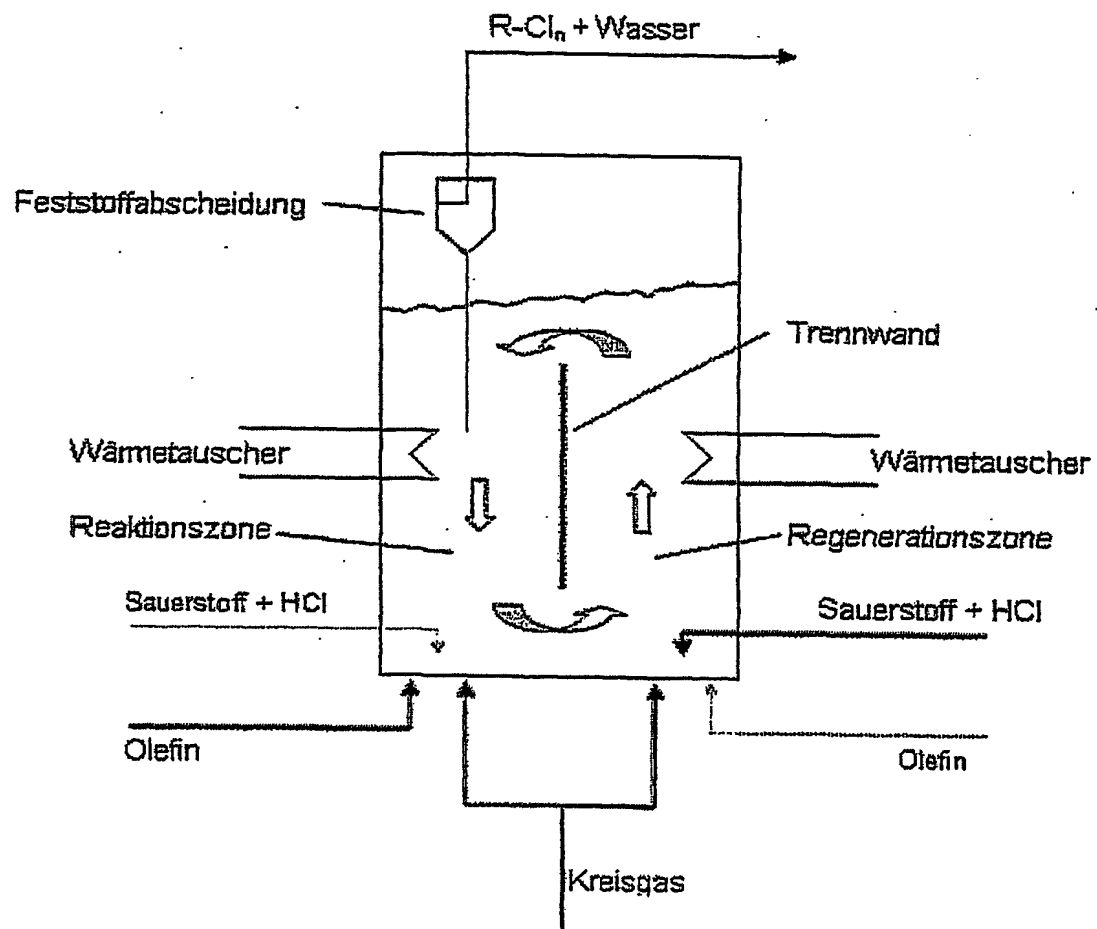 R-Clₙ + Wasser
Feststoffabscheidung
Trennwand
Wärmetauscher
Wärmetauscher
Reaktionszone
Regenerationszone
Sauerstoff + HCl
Sauerstoff + HCl
Olefin
Olefin
Kreisgas